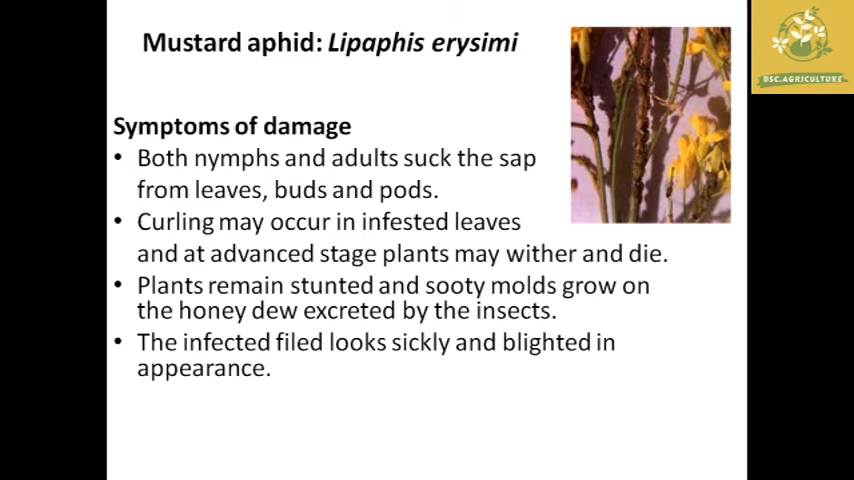 Mustard aphid: Lipaphis erysimi
BSC.AGRICULTURE
Symptoms of damage
• Both nymphs and adults suck the sap
from leaves, buds and pods.
• Curling may occur in infested leaves
and at advanced stage plants may wither and die.
• Plants remain stunted and sooty molds grow on
the honey dew excreted by the insects.
• The infected filed looks sickly and blighted in
appearance.